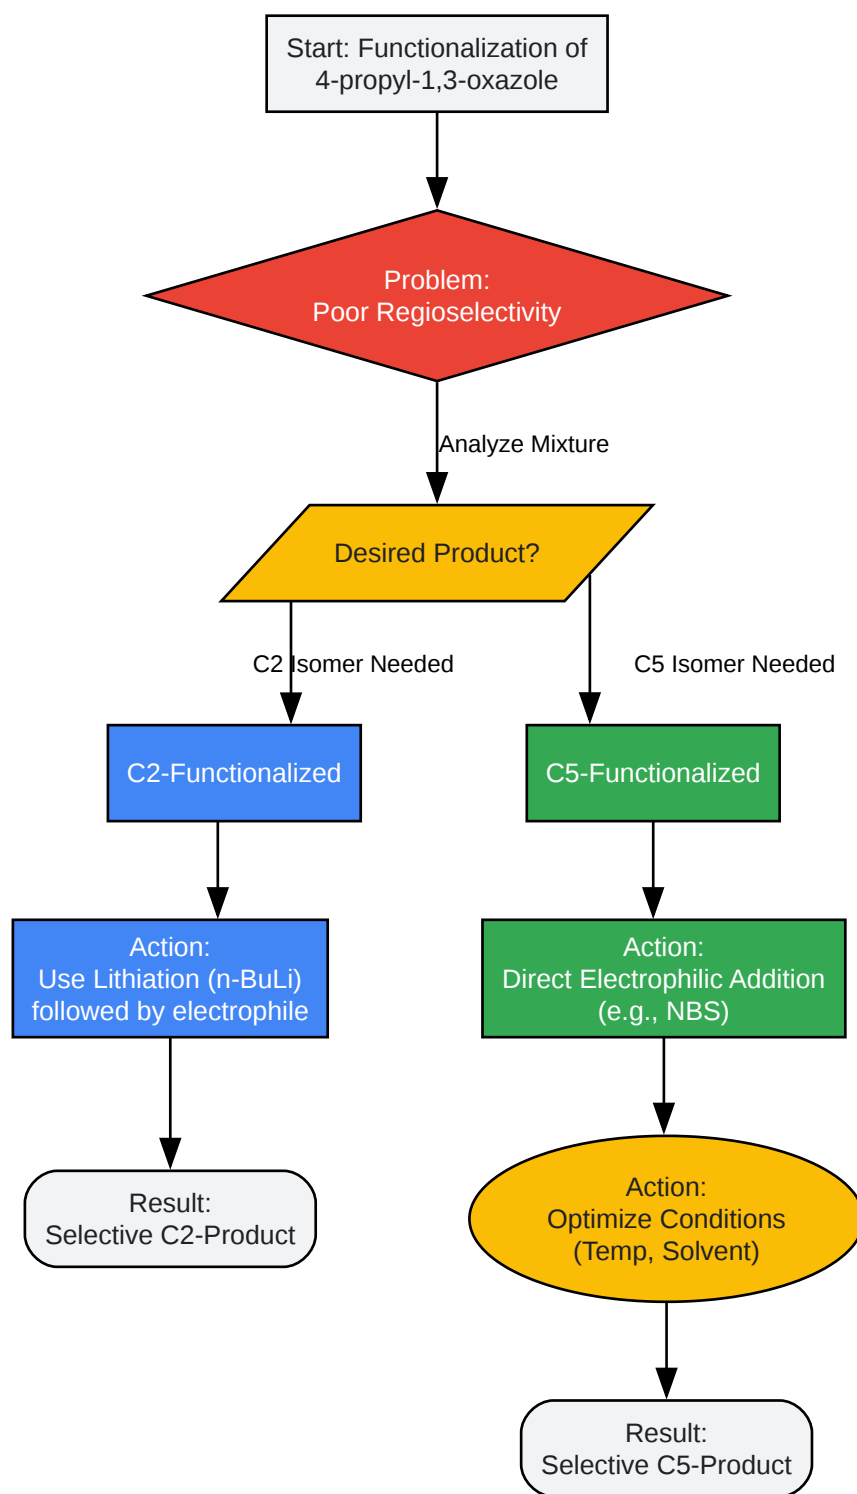 Start: Functionalization of
4-propyl-1,3-oxazole
Problem:
Poor Regioselectivity
Analyze Mixture
Desired Product?
C2 Isomer Needed
C5 Isomer Needed
C2-Functionalized
C5-Functionalized
Action:
Use Lithiation (n-BuLi)
followed by electrophile
Action:
Direct Electrophilic Addition
(e.g., NBS)
Result:
Selective C2-Product
Action:
Optimize Conditions
(Temp, Solvent)
Result:
Selective C5-Product